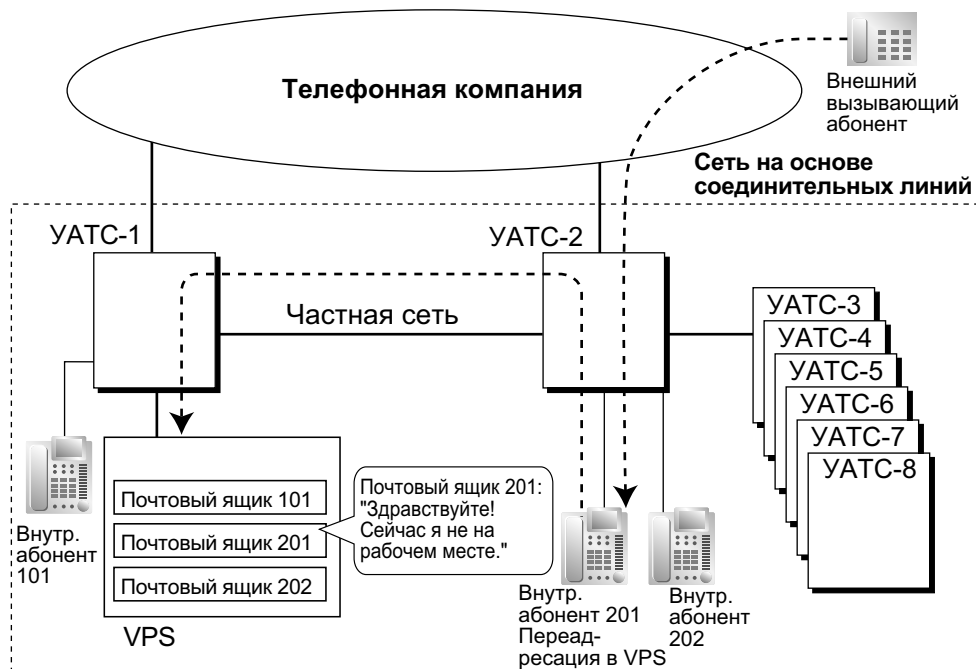 Телефонная компания
Внешний
вызывающий
абонент
Сеть на основе
соединительных линий
УАТС-1
УАТС-2
Частная сеть
УАТС-3
УАТС-4
УАТС-5
УАТС-6
УАТС-7
УАТС-8
Внутр.
абонент
101
Почтовый ящик 101
Почтовый ящик 201
Почтовый ящик 202
VPS
Почтовый ящик 201:
"Здравствуйте!
Сейчас я не на
рабочем месте."
Внутр.
абонент 201
Переад-
ресация в VPS
Внутр.
абонент
202